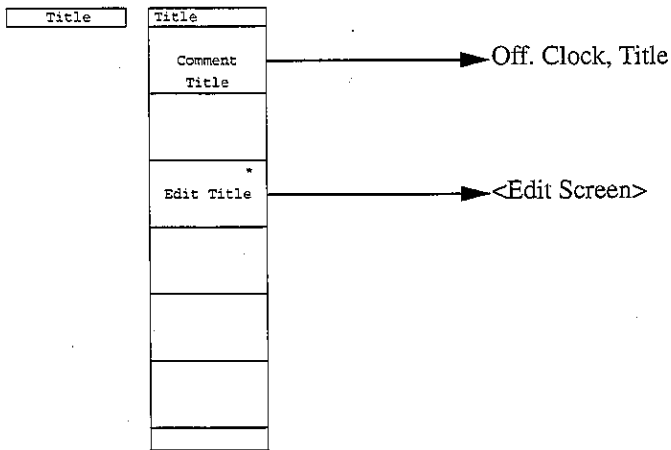 Title
Title
Comment
Title
Off. Clock, Title
*
Edit Title
<Edit Screen>